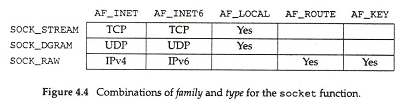 AF_INET AF_INET6 AF_LOCAL AF_ROUTE AF_KEY
SOCK_STREAM TCP TCP Yes
SOCK_DGRAM UDP UDP Yes
SOCK_RAW IPv4 IPv6 Yes Yes
Figure 4.4 Combinations of family and type for the socket function.